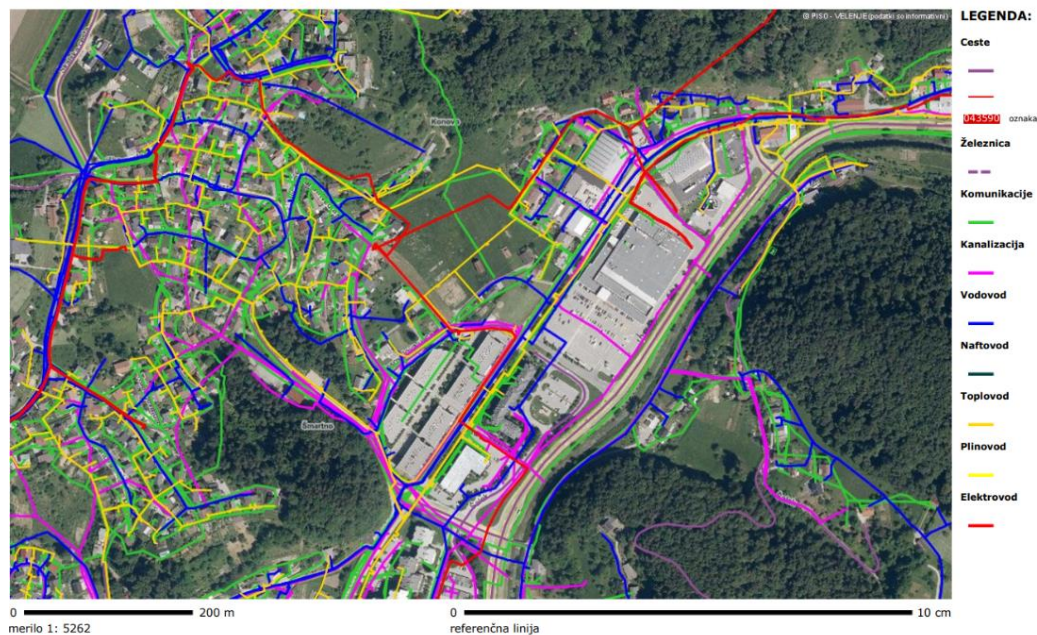 © PISO - VELENJE (podatki so informativni)
LEGENDA:
Ceste
043590 oznaka
Železnica
Komunikacije
Kanalizacija
Vodovod
Naftovod
Toplovod
Plinovod
Elektrovod
Konovo
Šmartno
0 200 m
merilo 1: 5262
0 10 cm
referenčna linija